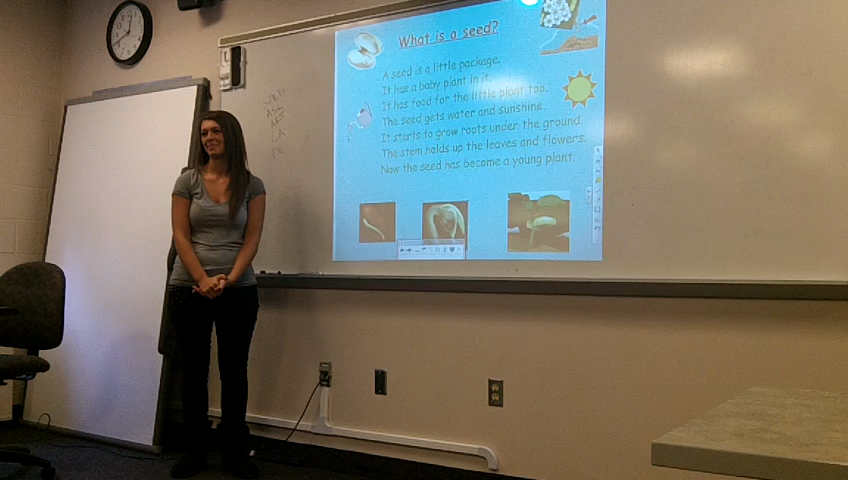 What is a seed?
A seed is a little package.
It has a baby plant in it.
It has food for the little plant too.
The seed gets water and sunshine.
It starts to grow roots under the ground.
The stem holds up the leaves and flowers.
Now the seed has become a young plant.